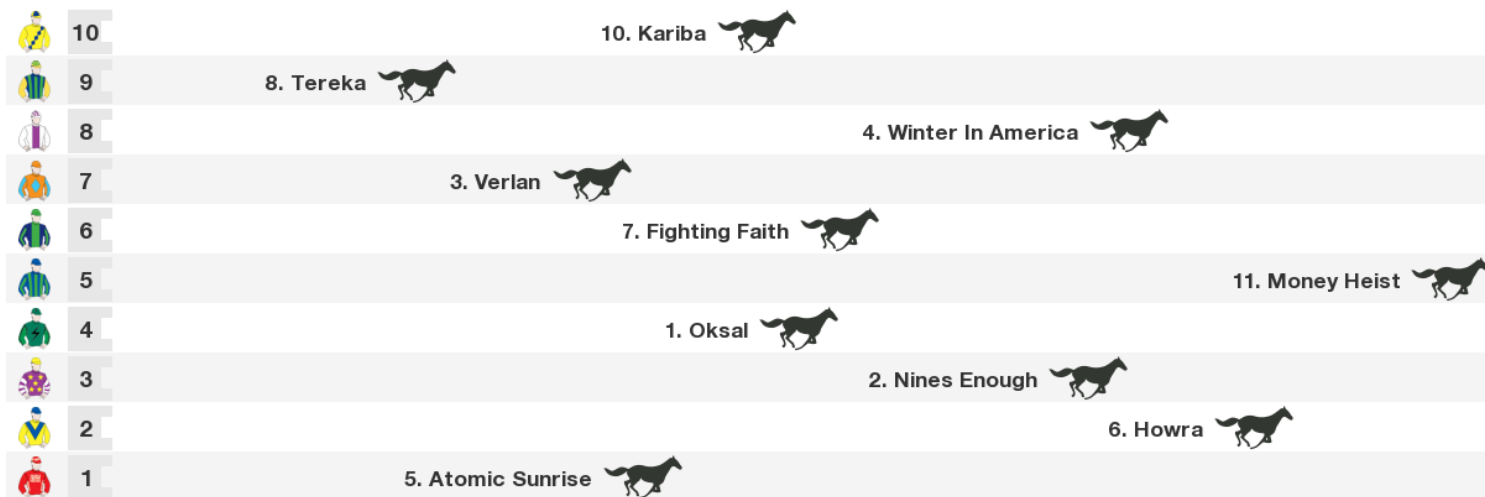 10 10. Kariba
9 8. Tereka
8 4. Winter In America
7 3. Verlan
6 7. Fighting Faith
5 11. Money Heist
4 1. Oksal
3 2. Nines Enough
2 6. Howra
1 5. Atomic Sunrise